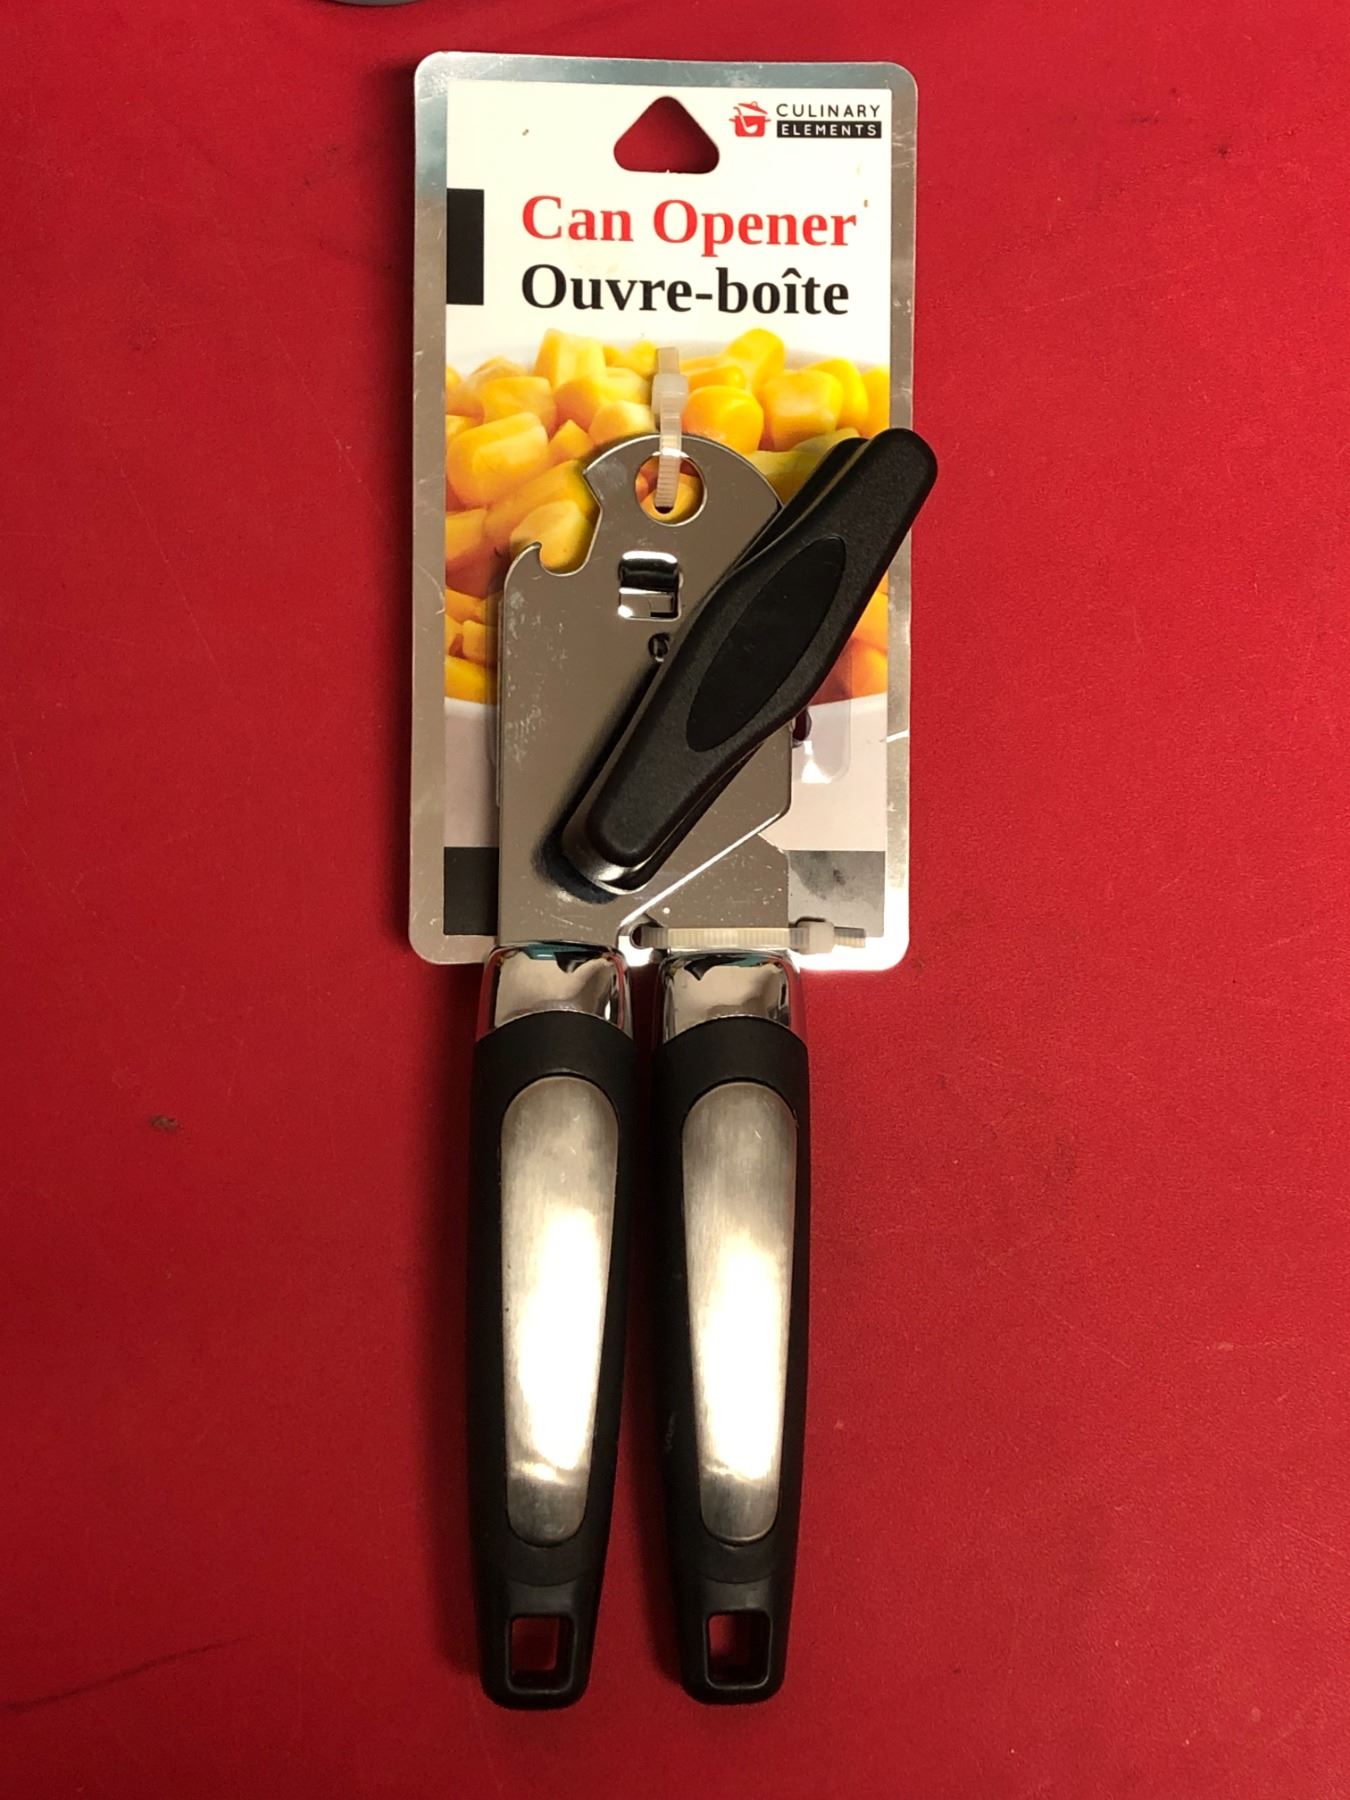 CULINARY
ELEMENTS
Can Opener
Ouvre-boîte